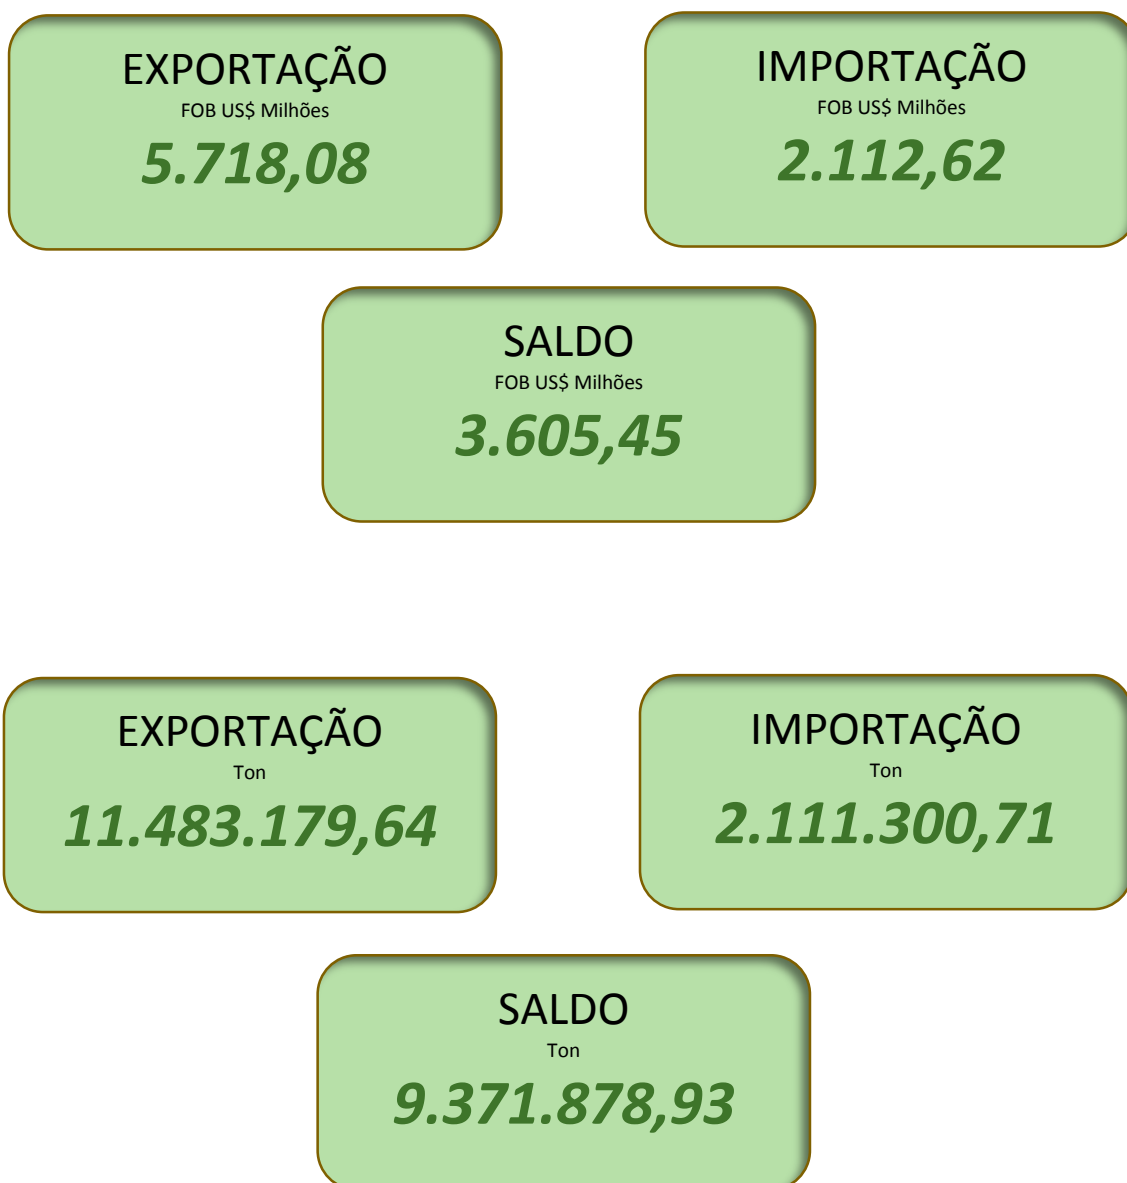 EXPORTAÇÃO
FOB US$ Milhões
5.718,08
IMPORTAÇÃO
FOB US$ Milhões
2.112,62
SALDO
FOB US$ Milhões
3.605,45
EXPORTAÇÃO
Ton
11.483.179,64
IMPORTAÇÃO
Ton
2.111.300,71
SALDO
Ton
9.371.878,93